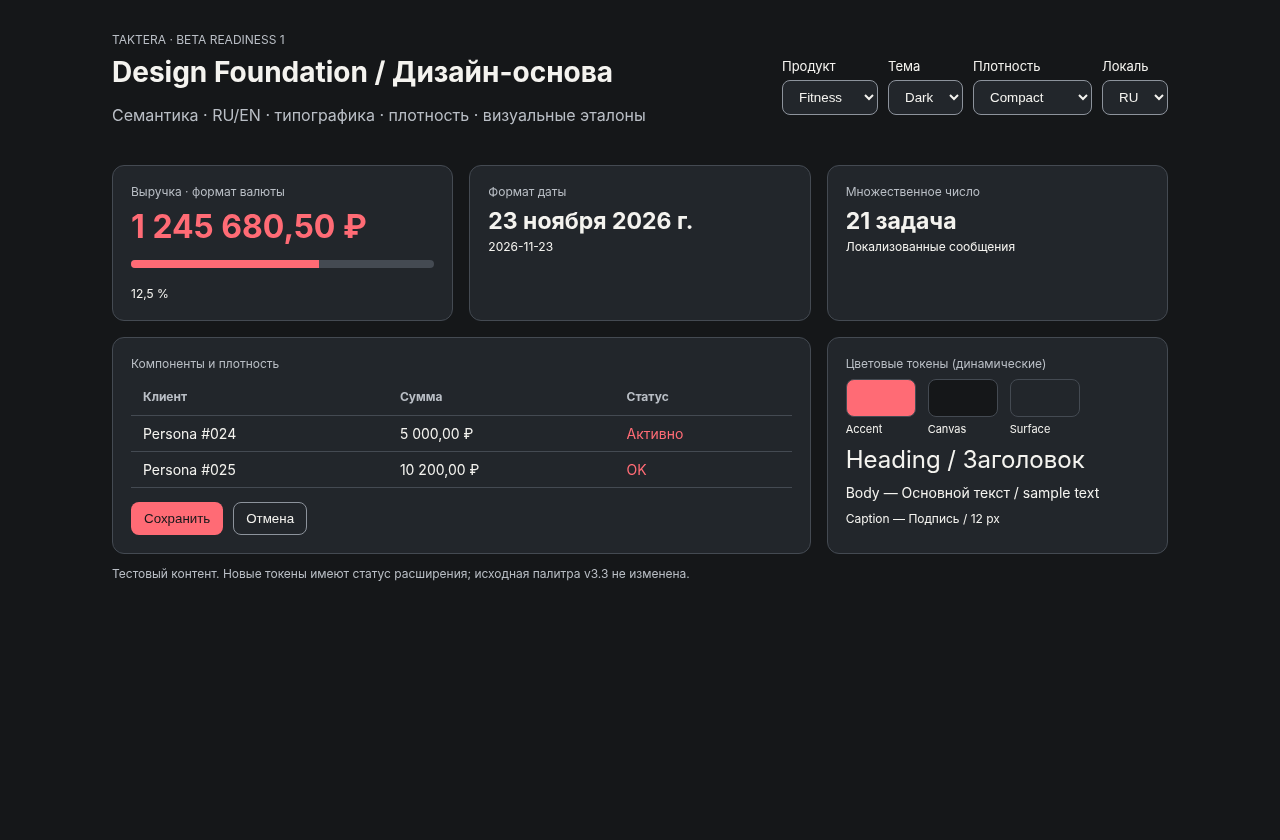 TAKTERA · BETA READINESS 1
Design Foundation / Дизайн-основа
Семантика · RU/EN · типографика · плотность · визуальные эталоны
Продукт Тема Плотность Локаль
Fitness Dark Compact RU
Выручка · формат валюты
1 245 680,50 ₽
12,5 %
Формат даты
23 ноября 2026 г.
2026-11-23
Множественное число
21 задача
Локализованные сообщения
Компоненты и плотность
Клиент Сумма Статус
Persona #024 5 000,00 ₽ Активно
Persona #025 10 200,00 ₽ OK
Сохранить Отмена
Цветовые токены (динамические)
Accent Canvas Surface
Heading / Заголовок
Body — Основной текст / sample text
Caption — Подпись / 12 px
Тестовый контент. Новые токены имеют статус расширения; исходная палитра v3.3 не изменена.